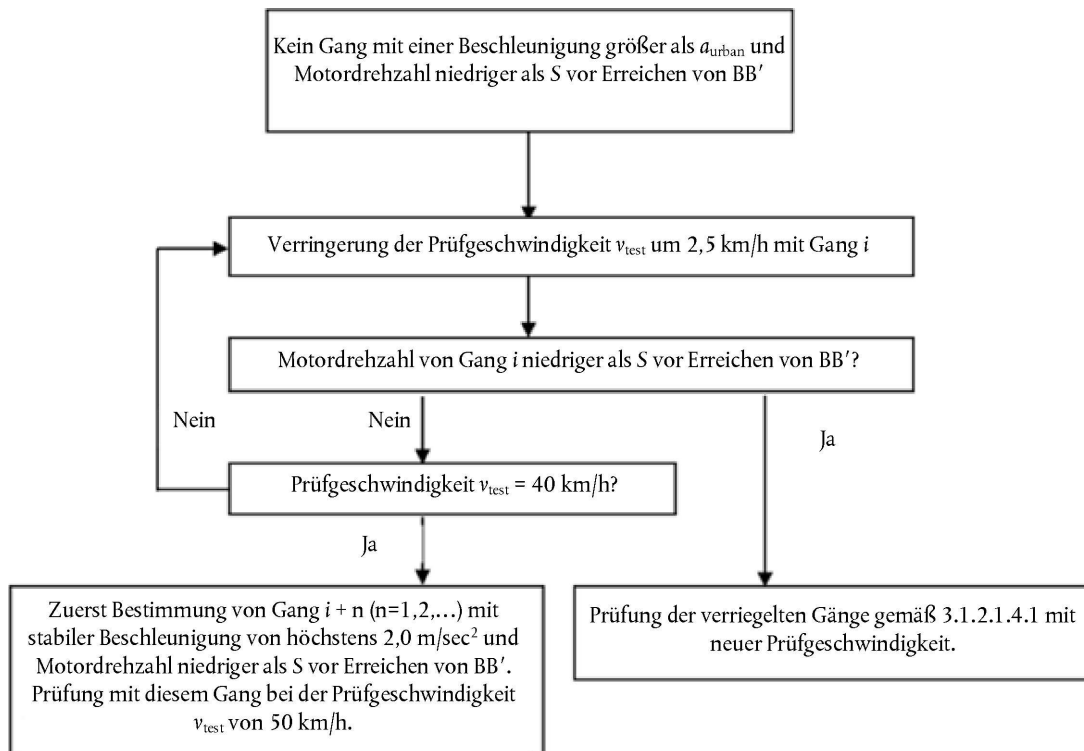 Kein Gang mit einer Beschleunigung größer als a_urban und
Motordrehzahl niedriger als S vor Erreichen von BB′
Verringerung der Prüfgeschwindigkeit v_test um 2,5 km/h mit Gang i
Motordrehzahl von Gang i niedriger als S vor Erreichen von BB′?
Nein
Nein
Ja
Prüfgeschwindigkeit v_test = 40 km/h?
Ja
Zuerst Bestimmung von Gang i + n (n=1,2,…) mit
stabiler Beschleunigung von höchstens 2,0 m/sec² und
Motordrehzahl niedriger als S vor Erreichen von BB′.
Prüfung mit diesem Gang bei der Prüfgeschwindigkeit
v_test von 50 km/h.
Prüfung der verriegelten Gänge gemäß 3.1.2.1.4.1 mit
neuer Prüfgeschwindigkeit.